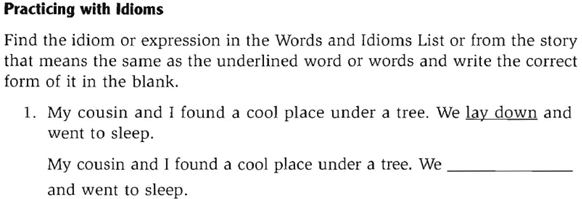 Practicing with Idioms
Find the idiom or expression in the Words and Idioms List or from the story
that means the same as the underlined word or words and write the correct
form of it in the blank.
1. My cousin and I found a cool place under a tree. We lay down and
went to sleep.
My cousin and I found a cool place under a tree. We ____________
and went to sleep.